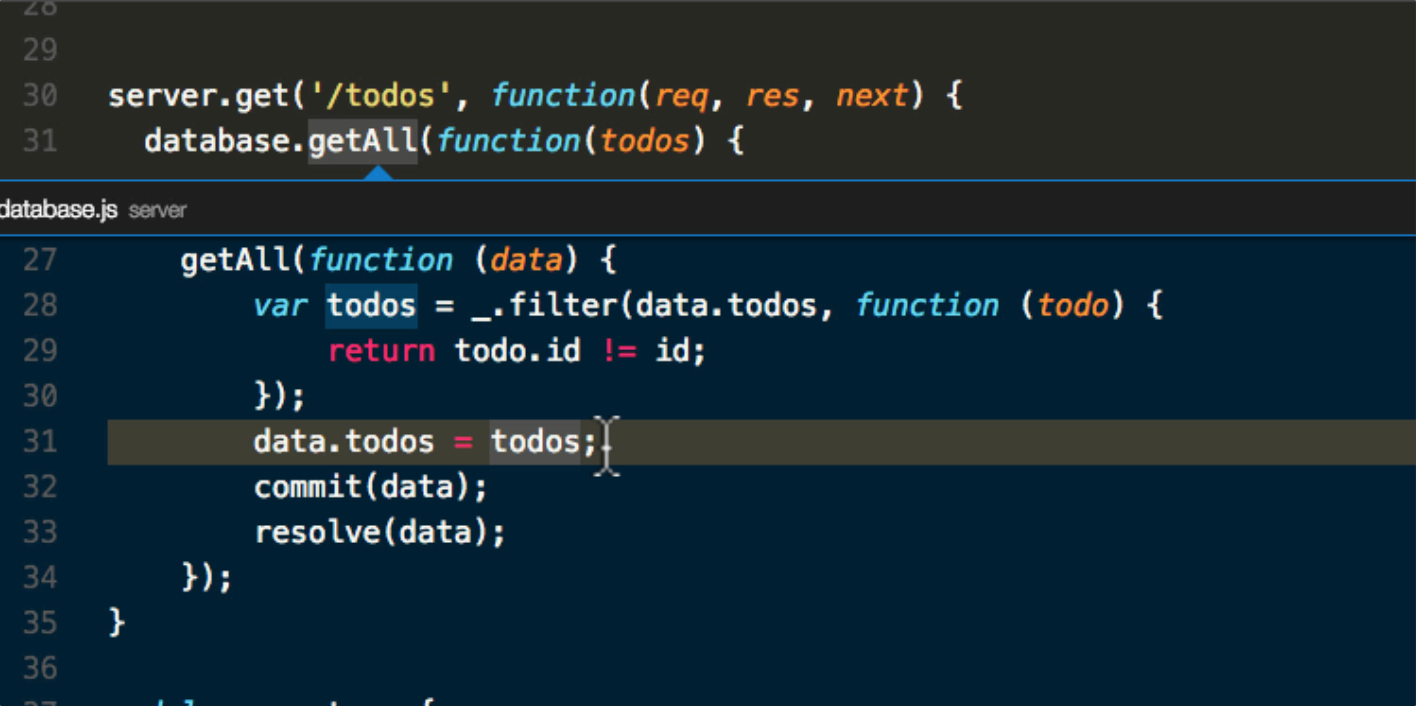 28
29
30 server.get('/todos', function(req, res, next) {
31 database.getAll(function(todos) {
database.js server
27 getAll(function (data) {
28 var todos = _.filter(data.todos, function (todo) {
29 return todo.id != id;
30 });
31 data.todos = todos;
32 commit(data);
33 resolve(data);
34 });
35 }
36